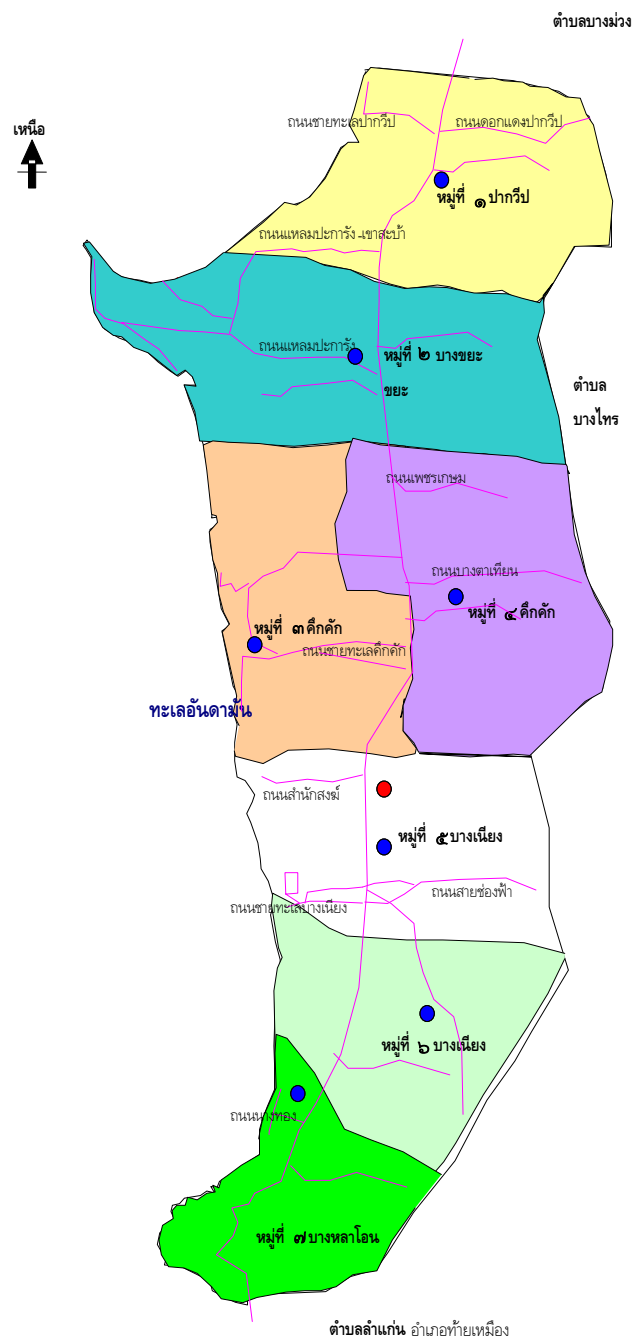 ตำบลบางม่วง
เหนือ
ถนนชายทะเลปากวีป
ถนนดอกแดงปากวีป
หมู่ที่ ๑ ปากวีป
ถนนแหลมปะการัง-เขาสะบ้า
ถนนแหลมปะการัง
หมู่ที่ ๒ บางขยะ
ขยะ
ตำบล
บางไทร
ถนนเพชรเกษม
ถนนบางตาเทียน
หมู่ที่ ๓ คึกคัก
หมู่ที่ ๔ คึกคัก
ถนนชายทะเลคึกคัก
ทะเลอันดามัน
ถนนสำนักสงฆ์
หมู่ที่ ๕ บางเนียง
ถนนสายช่องฟ้า
ถนนชายทะเลบางเนียง
หมู่ที่ ๖ บางเนียง
ถนนนางทอง
หมู่ที่ ๗ บางหลาโอน
ตำบลลำแก่น อำเภอท้ายเหมือง